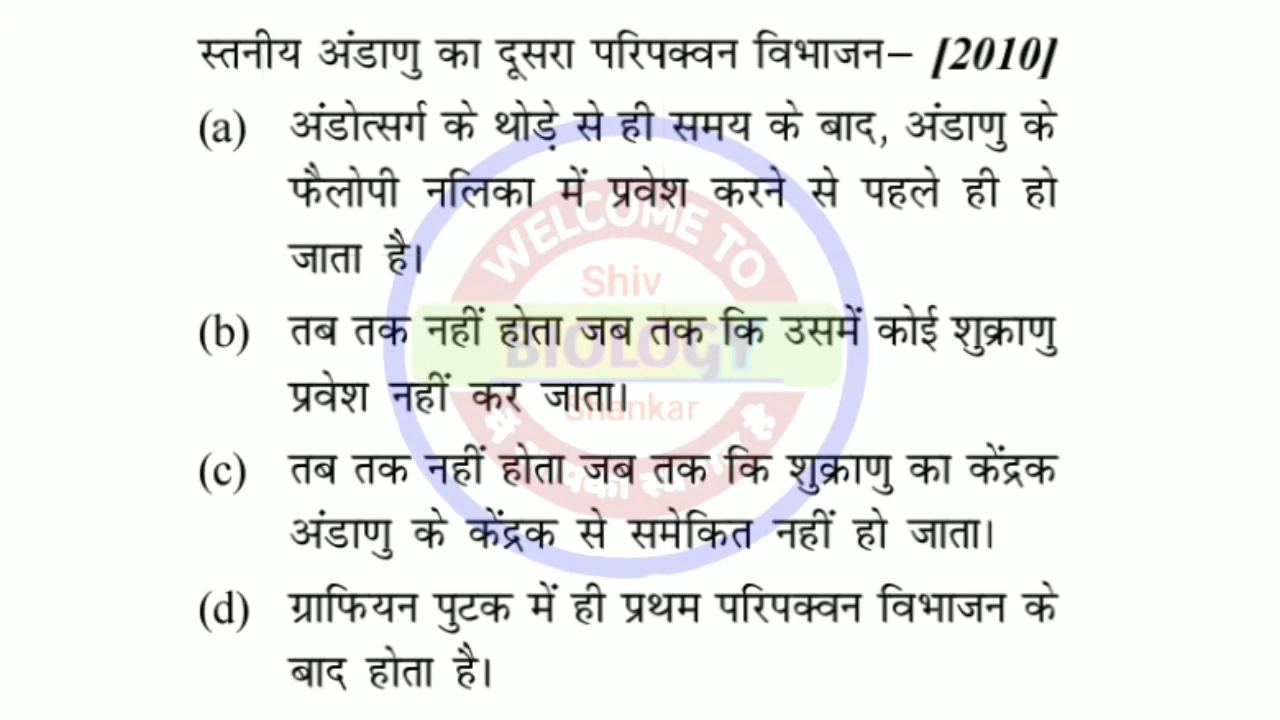 स्तनीय अंडाणु का दूसरा परिपक्वन विभाजन– [2010]
(a) अंडोत्सर्ग के थोड़े से ही समय के बाद, अंडाणु के
फैलोपी नलिका में प्रवेश करने से पहले ही हो
जाता है।
(b) तब तक नहीं होता जब तक कि उसमें कोई शुक्राणु
प्रवेश नहीं कर जाता।
(c) तब तक नहीं होता जब तक कि शुक्राणु का केंद्रक
अंडाणु के केंद्रक से समेकित नहीं हो जाता।
(d) ग्राफियन पुटक में ही प्रथम परिपक्वन विभाजन के
बाद होता है।
WELCOME TO
Shiv
BIOLOGY
Shankar
में आपका स्वागत है